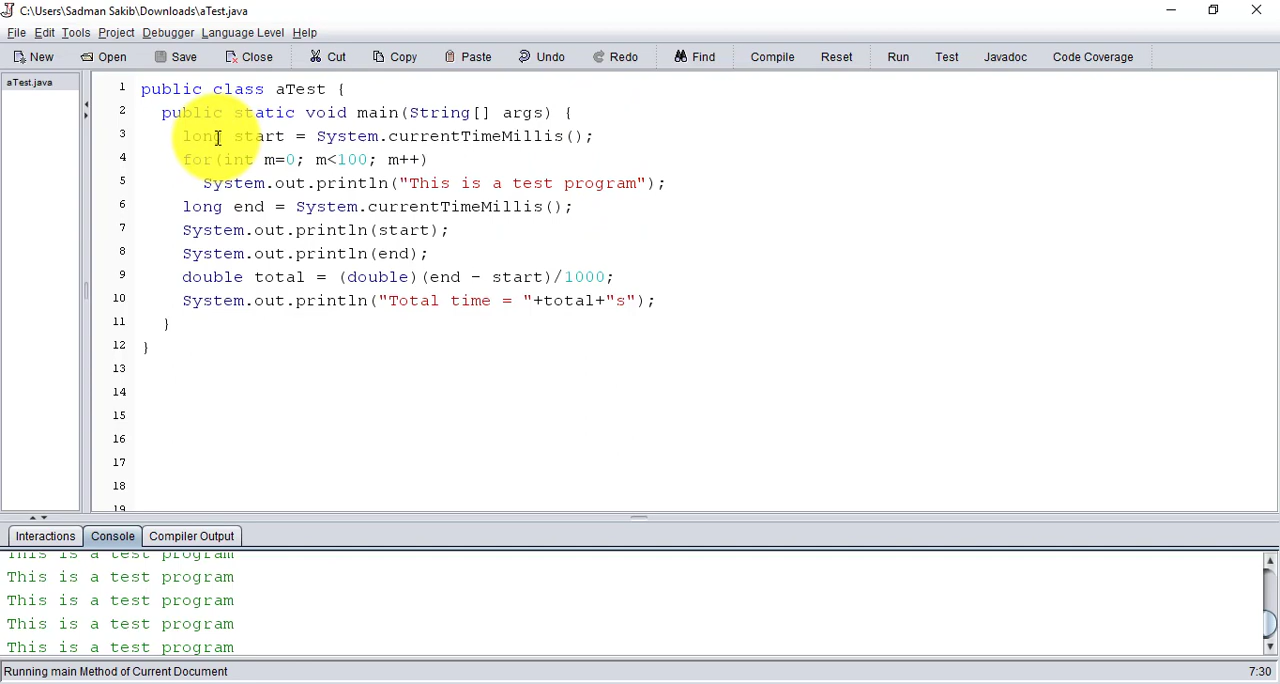 C:\Users\Sadman Sakib\Downloads\aTest.java
File Edit Tools Project Debugger Language Level Help
New Open Save Close Cut Copy Paste Undo Redo Find Compile Reset Run Test Javadoc Code Coverage
aTest.java
1 public class aTest {
2 public static void main(String[] args) {
3 long start = System.currentTimeMillis();
4 for(int m=0; m<100; m++)
5 System.out.println("This is a test program");
6 long end = System.currentTimeMillis();
7 System.out.println(start);
8 System.out.println(end);
9 double total = (double)(end - start)/1000;
10 System.out.println("Total time = "+total+"s");
11 }
12 }
13
14
15
16
17
18
19
Interactions Console Compiler Output
This is a test program
This is a test program
This is a test program
This is a test program
This is a test program
Running main Method of Current Document 7:30